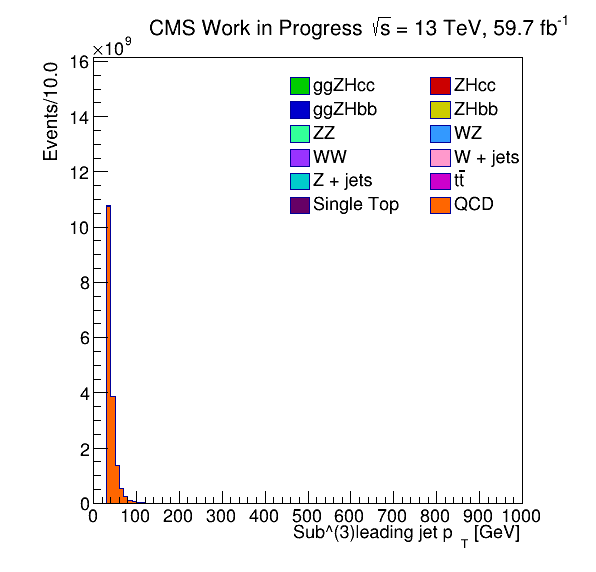 CMS Work in Progress √s = 13 TeV, 59.7 fb⁻¹
×10⁹
Events/10.0
16
14
12
10
8
6
4
2
0
ggZHcc ZHcc
ggZHbb ZHbb
ZZ WZ
WW W + jets
Z + jets tt̄
Single Top QCD
0 100 200 300 400 500 600 700 800 900 1000
Sub^(3)leading jet p_T [GeV]